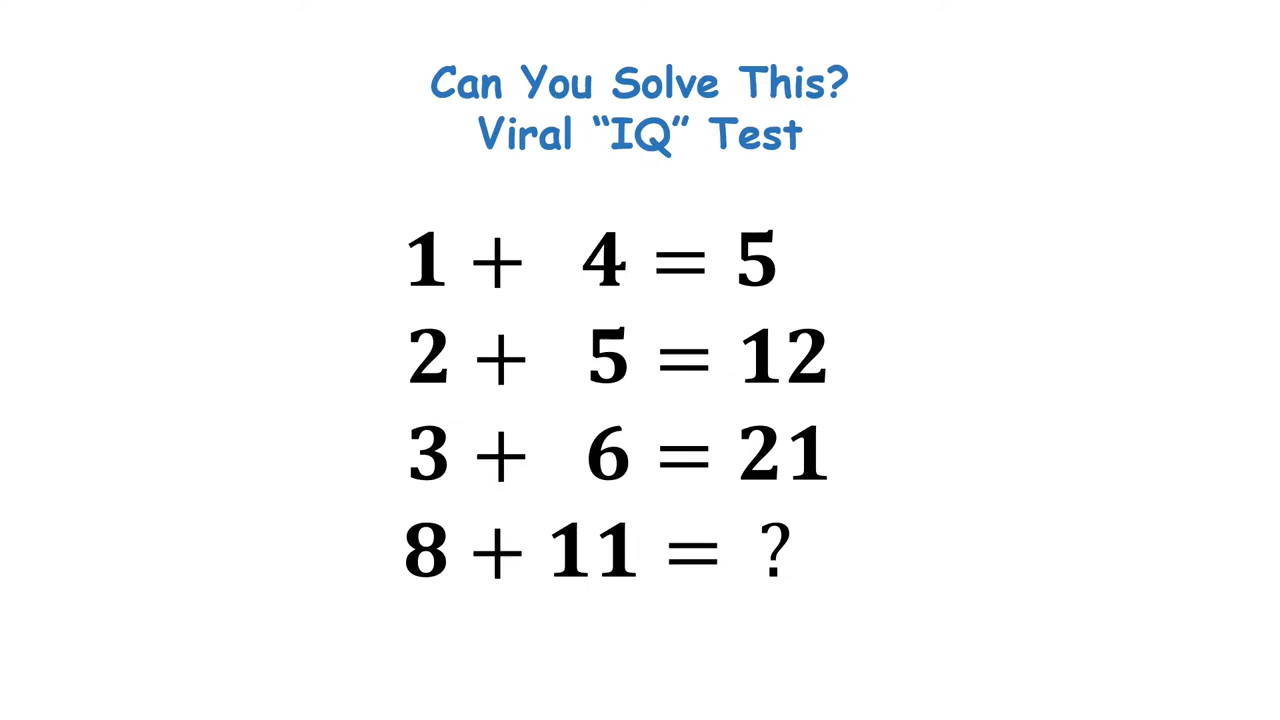 Can You Solve This?
Viral “IQ” Test
1 + 4 = 5
2 + 5 = 12
3 + 6 = 21
8 + 11 = ?